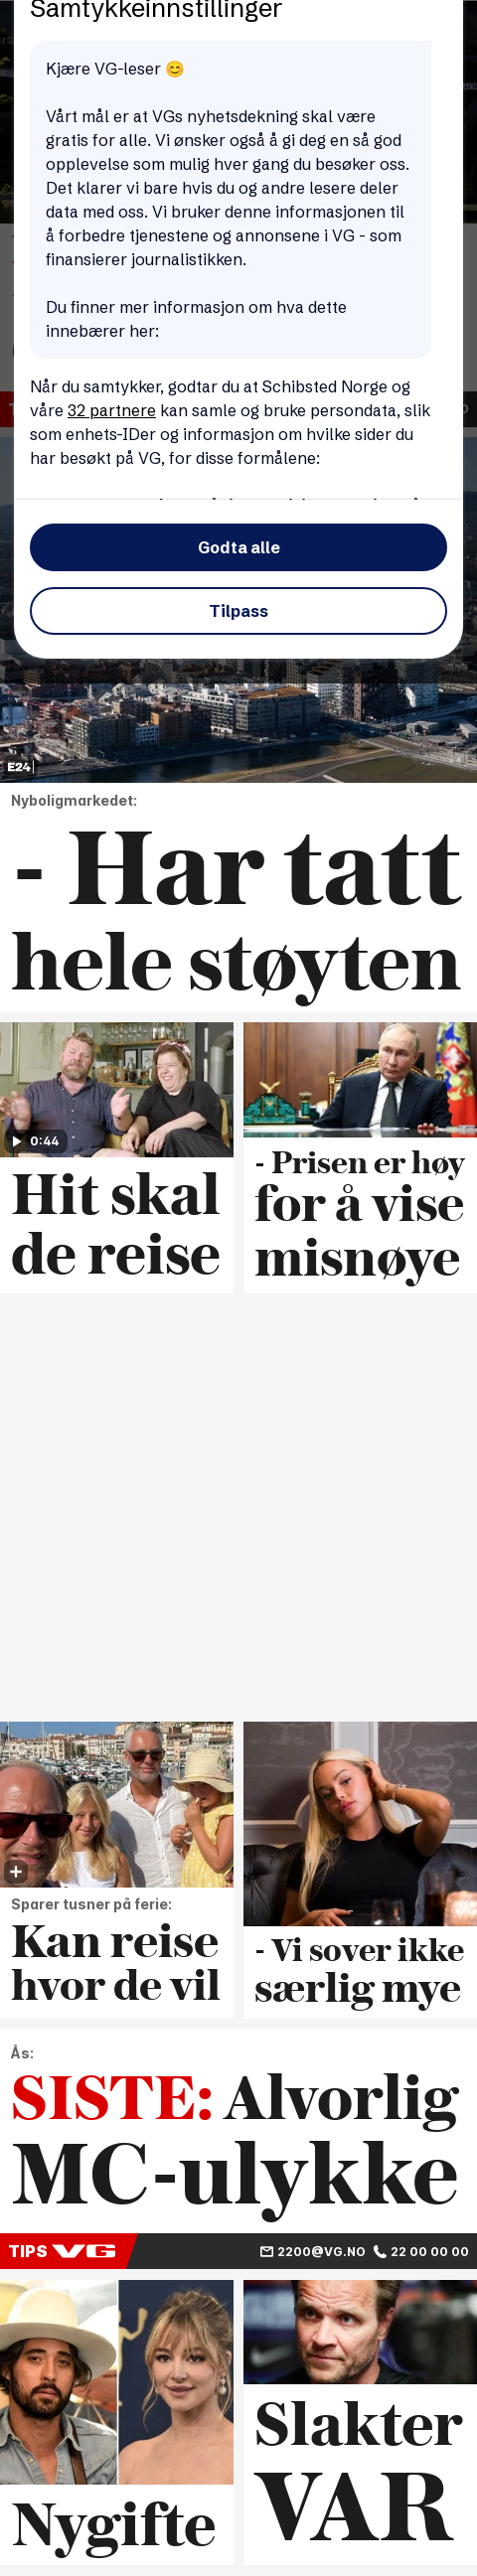 Samtykkeinnstillinger
Kjære VG-leser 😊
Vårt mål er at VGs nyhetsdekning skal være
gratis for alle. Vi ønsker også å gi deg en så god
opplevelse som mulig hver gang du besøker oss.
Det klarer vi bare hvis du og andre lesere deler
data med oss. Vi bruker denne informasjonen til
å forbedre tjenestene og annonsene i VG - som
finansierer journalistikken.
Du finner mer informasjon om hva dette
innebærer her:
Når du samtykker, godtar du at Schibsted Norge og
våre 32 partnere kan samle og bruke persondata, slik
som enhets-IDer og informasjon om hvilke sider du
har besøkt på VG, for disse formålene:
Godta alle
Tilpass
E24
Nyboligmarkedet:
- Har tatt
hele støyten
0:44
Hit skal
de reise
- Prisen er høy
for å vise
misnøye
Sparer tusner på ferie:
Kan reise
hvor de vil
- Vi sover ikke
særlig mye
Ås:
SISTE: Alvorlig
MC-ulykke
TIPS VG
2200@VG.NO 22 00 00 00
Nygifte
Slakter
VAR